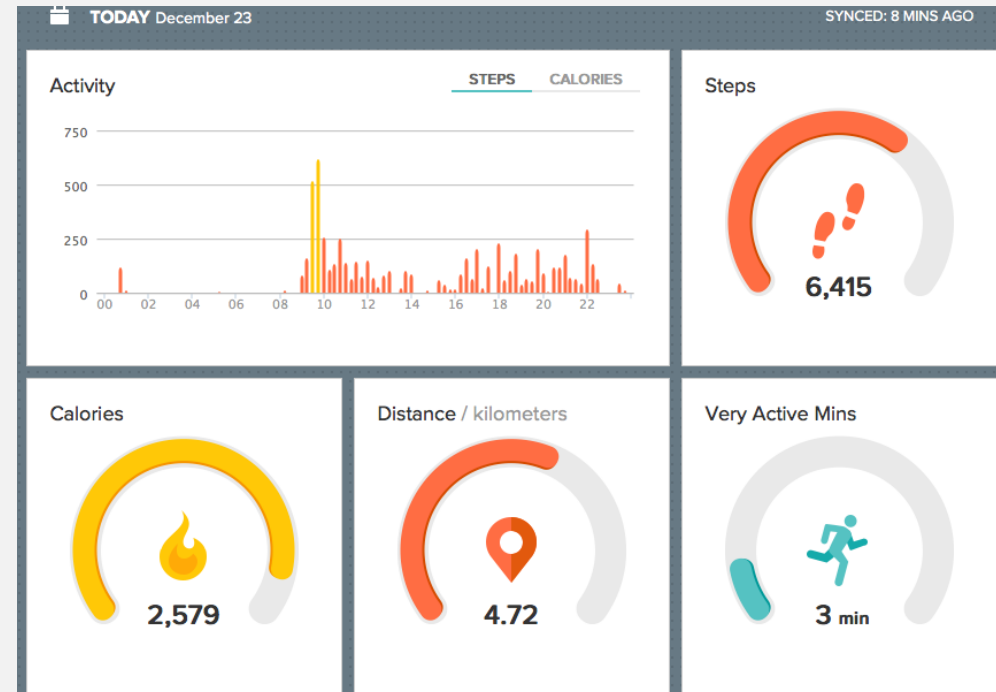 TODAY December 23
SYNCED: 8 MINS AGO
Activity
STEPS CALORIES
750
500
250
0
00 02 04 06 08 10 12 14 16 18 20 22
Steps
6,415
Calories
2,579
Distance / kilometers
4.72
Very Active Mins
3 min